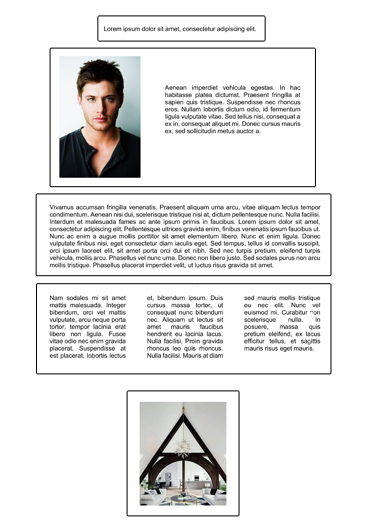 Lorem ipsum dolor sit amet, consectetur adipiscing elit.
Aenean imperdiet vehicula egestas. In hac
habitasse platea dictumst. Praesent fringilla at
sapien quis tristique. Suspendisse nec rhoncus
eros. Nullam lobortis dictum odio, id fermentum
ligula vulputate vitae. Sed tellus nisi, consequat a
ex in, consequat aliquet mi. Donec cursus mauris
ex, sed sollicitudin metus auctor a.
Vivamus accumsan fringilla venenatis. Praesent aliquam urna arcu, vitae aliquam lectus tempor
condimentum. Aenean nisi dui, scelerisque tristique nisi at, dictum pellentesque nunc. Nulla facilisi.
Interdum et malesuada fames ac ante ipsum primis in faucibus. Lorem ipsum dolor sit amet,
consectetur adipiscing elit. Pellentesque ultrices gravida enim, finibus venenatis ipsum faucibus ut.
Nunc ac enim a augue mollis porttitor sit amet elementum libero. Nunc et enim ligula. Donec
vulputate finibus nisi, eget consectetur diam iaculis eget. Sed tempus, tellus id convallis suscipit,
orci ipsum laoreet elit, sit amet porta orci dui et nibh. Sed nec turpis pretium, eleifend turpis
vehicula, mollis arcu. Phasellus vel nunc urna. Donec non libero justo. Sed sodales purus non arcu
mollis tristique. Phasellus placerat imperdiet velit, ut luctus risus gravida sit amet.
Nam sodales mi sit amet
mattis malesuada. Integer
bibendum, orci vel mattis
vulputate, arcu neque porta
tortor, tempor lacinia erat
libero non ligula. Fusce
vitae odio nec enim gravida
placerat. Suspendisse at
est placerat, lobortis lectus
et, bibendum ipsum. Duis
cursus massa tortor, ut
consequat nunc bibendum
nec. Aliquam ut lectus sit
amet mauris faucibus
hendrerit eu lacinia lacus.
Nulla facilisi. Proin gravida
rhoncus leo quis rhoncus.
Nulla facilisi. Mauris at diam
sed mauris mollis tristique
eu nec elit. Nunc vel
euismod mi. Curabitur non
scelerisque nulla. In
posuere, massa quis
pretium eleifend, ex lacus
efficitur tellus, et sagittis
mauris risus eget mauris.